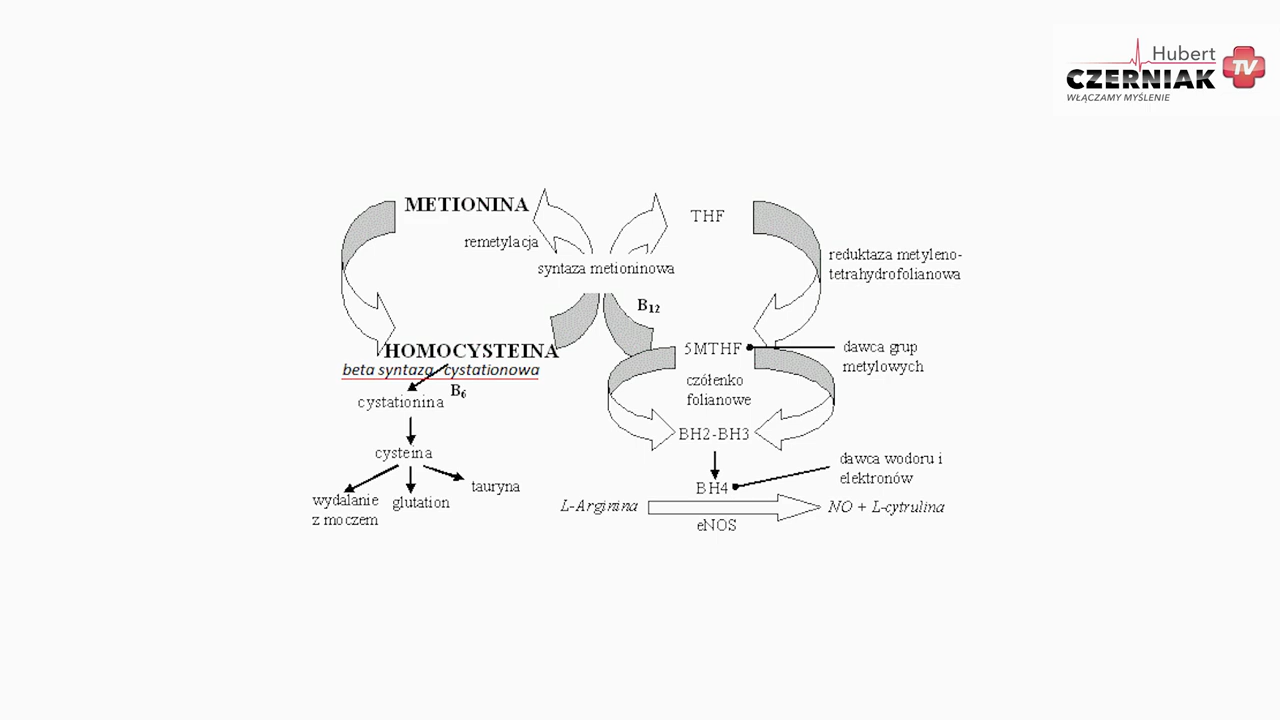 Hubert
CZERNIAK
TV
WŁĄCZAMY MYŚLENIE
METIONINA
THF
remetylacja
reduktaza metyleno-
tetrahydrofolianowa
syntaza metioninowa
B12
HOMOCYSTEINA
5MTHF
dawca grup
metylowych
beta syntaza cystationowa
B6
czółenko
folianowe
cystationina
BH2-BH3
cysteina
dawca wodoru i
elektronów
tauryna
BH4
wydalanie
z moczem
glutation
L-Arginina
NO + L-cytrulina
eNOS